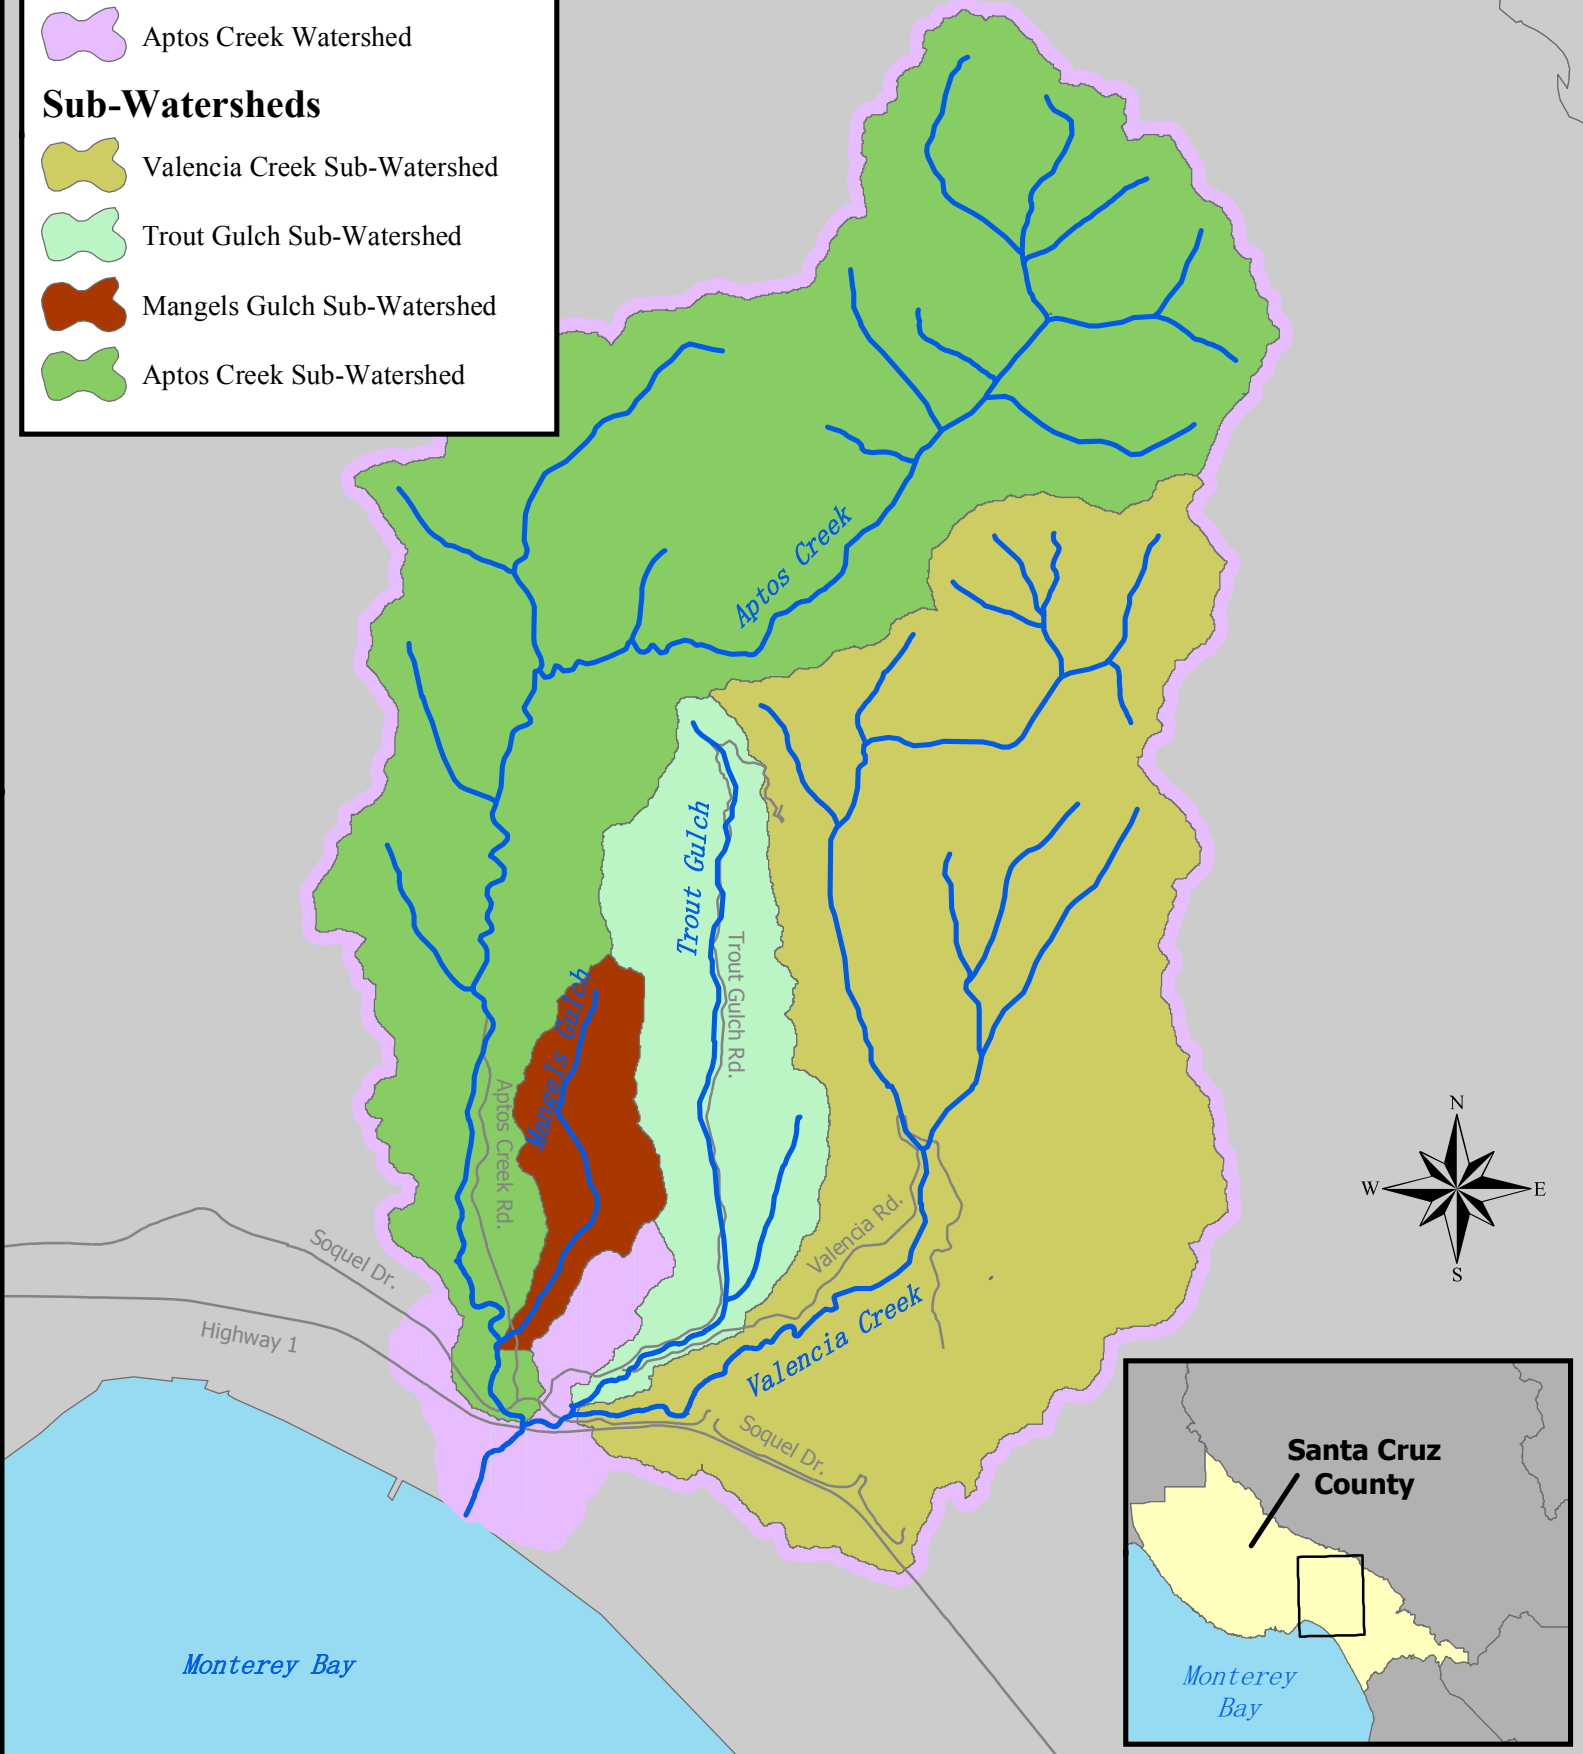 Aptos Creek Watershed
Sub-Watersheds
Valencia Creek Sub-Watershed
Trout Gulch Sub-Watershed
Mangels Gulch Sub-Watershed
Aptos Creek Sub-Watershed
Aptos Creek
Trout Gulch
Trout Gulch Rd.
Mangels Gulch
Aptos Creek Rd.
Valencia Rd.
Soquel Dr.
Highway 1
Valencia Creek
Soquel Dr.
Monterey Bay
N
W
E
S
Santa Cruz
County
Monterey
Bay